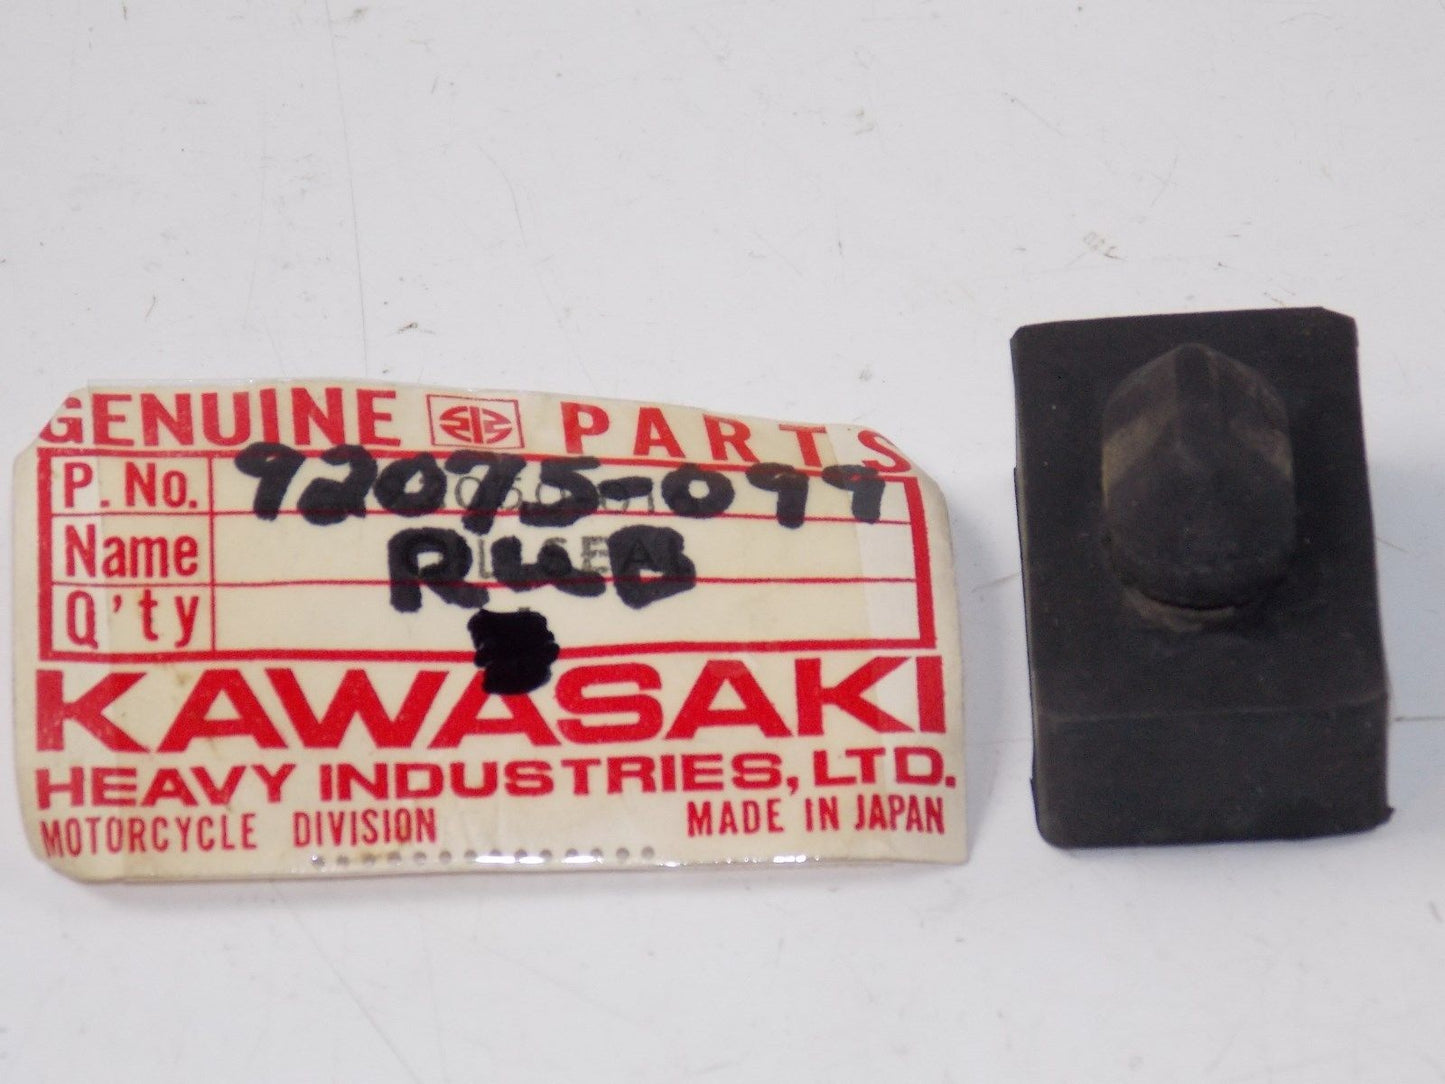 GENUINE PARTS
P. No. 92075-099
Name RUB
Q'ty
KAWASAKI
HEAVY INDUSTRIES, LTD.
MOTORCYCLE DIVISION MADE IN JAPAN